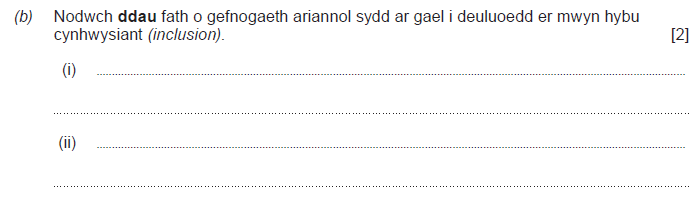 (b) Nodwch ddau fath o gefnogaeth ariannol sydd ar gael i deuluoedd er mwyn hybu
cynhwysiant (inclusion). [2]
(i)
(ii)